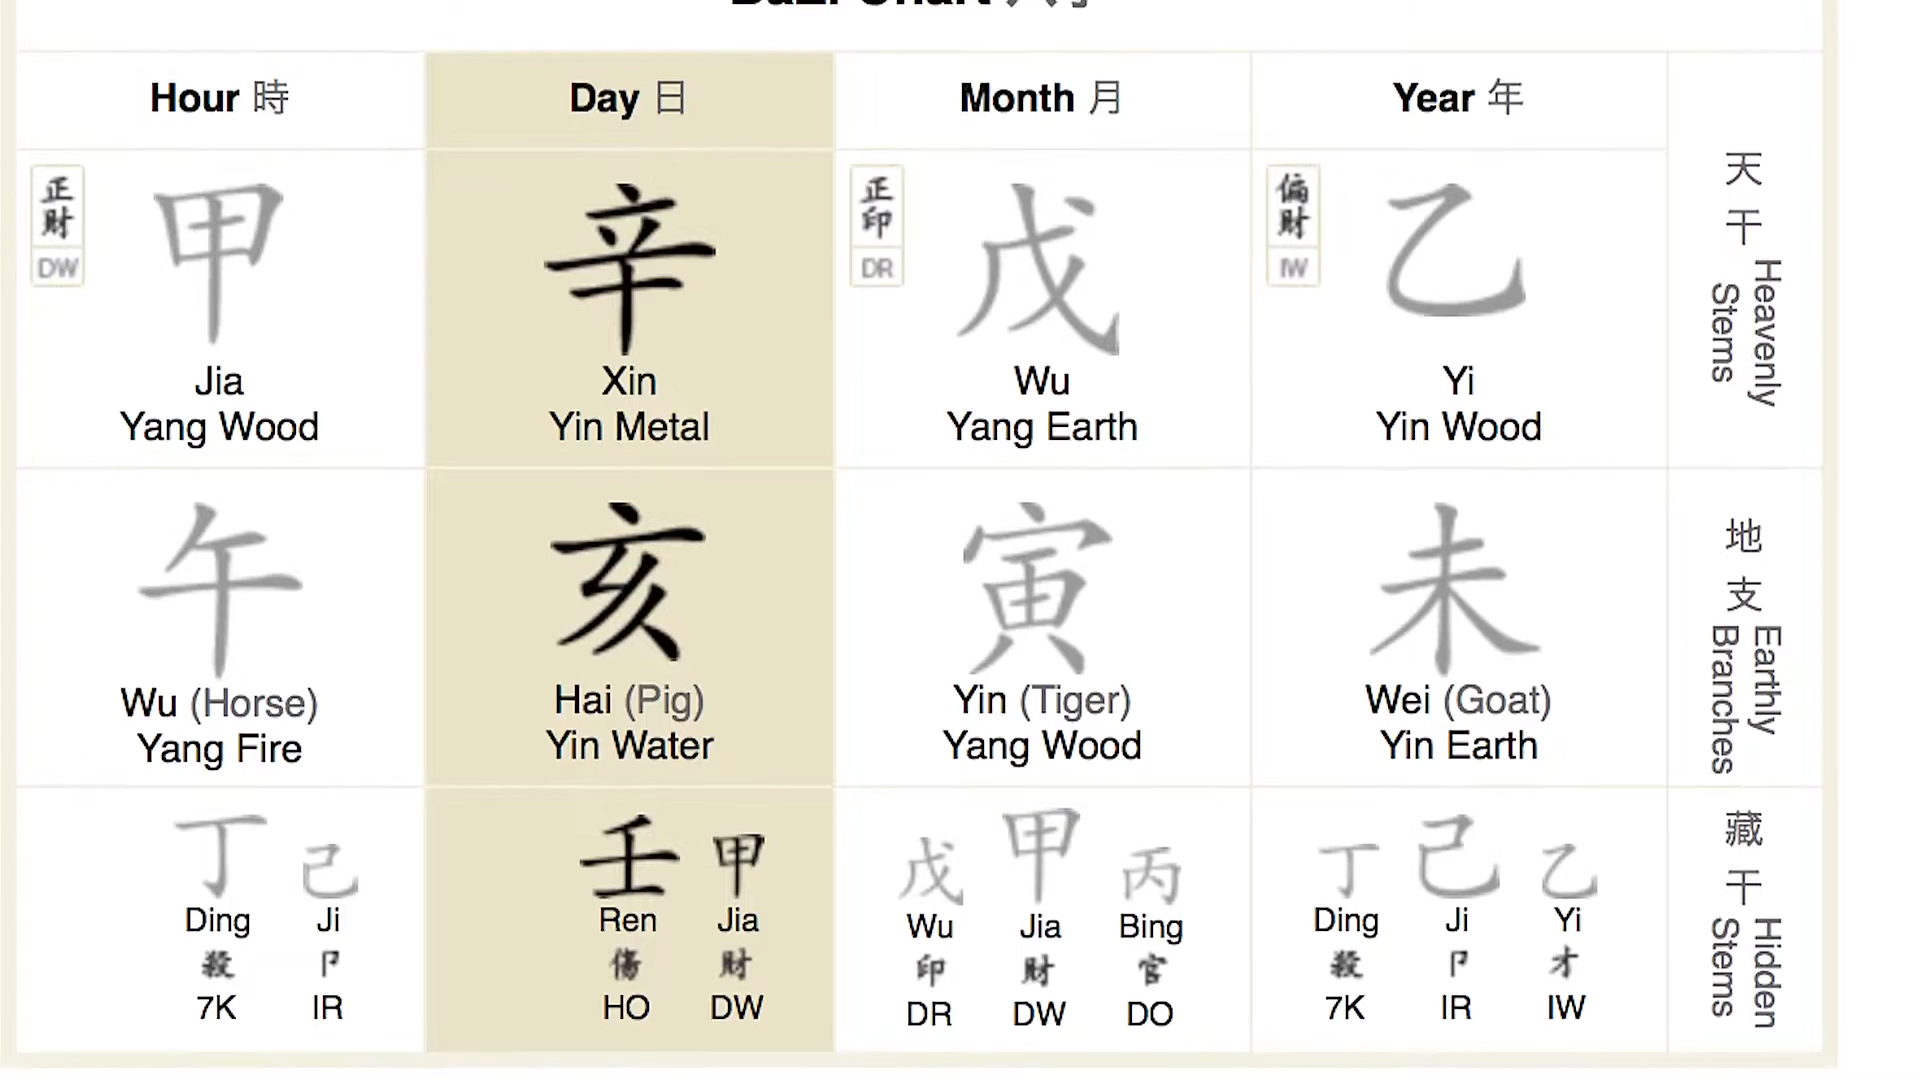 Hour 時
Day 日
Month 月
Year 年
正財
DW
甲
Jia
Yang Wood
辛
Xin
Yin Metal
正印
DR
戊
Wu
Yang Earth
偏財
IW
乙
Yi
Yin Wood
天干 Heavenly Stems
午
Wu (Horse)
Yang Fire
亥
Hai (Pig)
Yin Water
寅
Yin (Tiger)
Yang Wood
未
Wei (Goat)
Yin Earth
地支 Earthly Branches
丁 己
Ding Ji
殺 卩
7K IR
壬 甲
Ren Jia
傷 財
HO DW
戊 甲 丙
Wu Jia Bing
印 財 官
DR DW DO
丁 己 乙
Ding Ji Yi
殺 卩 才
7K IR IW
藏干 Hidden Stems